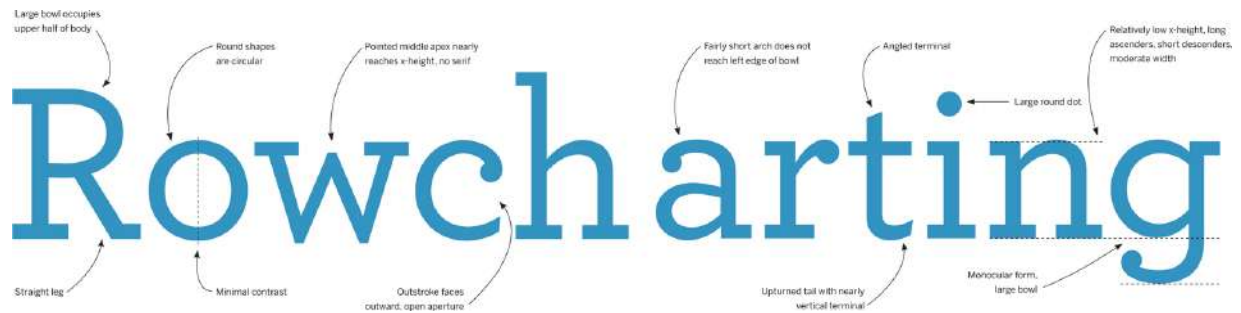 Large bowl occupies
upper half of body
Round shapes
are circular
Pointed middle apex nearly
reaches x-height, no serif
Fairly short arch does not
reach left edge of bowl
Angled terminal
Relatively low x-height, long
ascenders, short descenders,
moderate width
Large round dot
Rowcharting
Straight leg
Minimal contrast
Outstroke faces
outward, open aperture
Upturned tail with nearly
vertical terminal
Monocular form,
large bowl